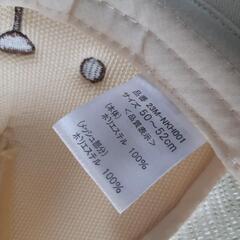 品番 23M-NKH001
サイズ 50～52cm
<品質表示>
(本体)
ポリエステル 100%
(メッシュ部分)
ポリエステル 100%